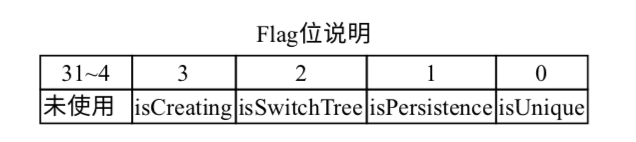 Flag位说明
31~4 3 2 1 0
未使用 isCreating isSwitchTree isPersistence isUnique